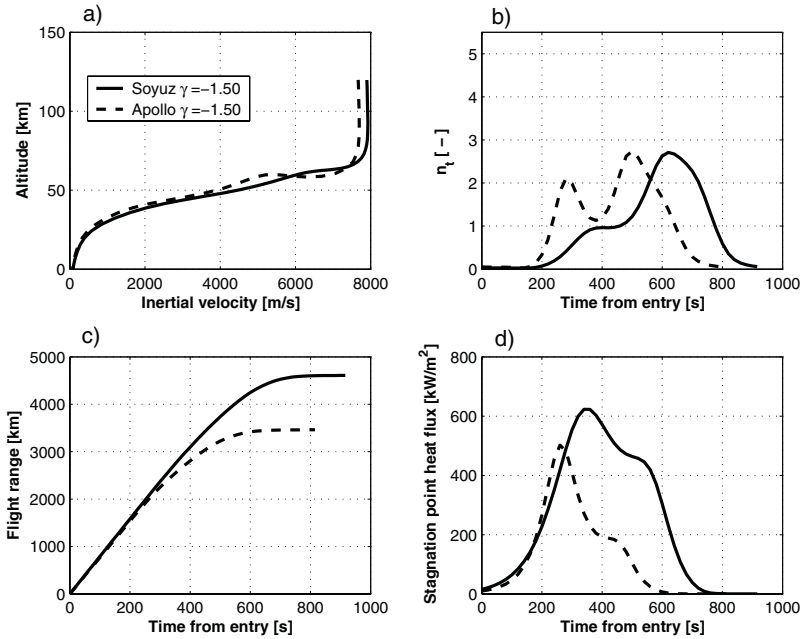 a)
150
100
50
0
Altitude [km]
Soyuz γ=−1.50
Apollo γ=−1.50
0 2000 4000 6000 8000
Inertial velocity [m/s]
b)
5
4
3
2
1
0
n_t [ − ]
0 200 400 600 800 1000
Time from entry [s]
c)
5000
4000
3000
2000
1000
0
Flight range [km]
0 200 400 600 800 1000
Time from entry [s]
d)
800
600
400
200
0
Stagnation point heat flux [kW/m²]
0 200 400 600 800 1000
Time from entry [s]